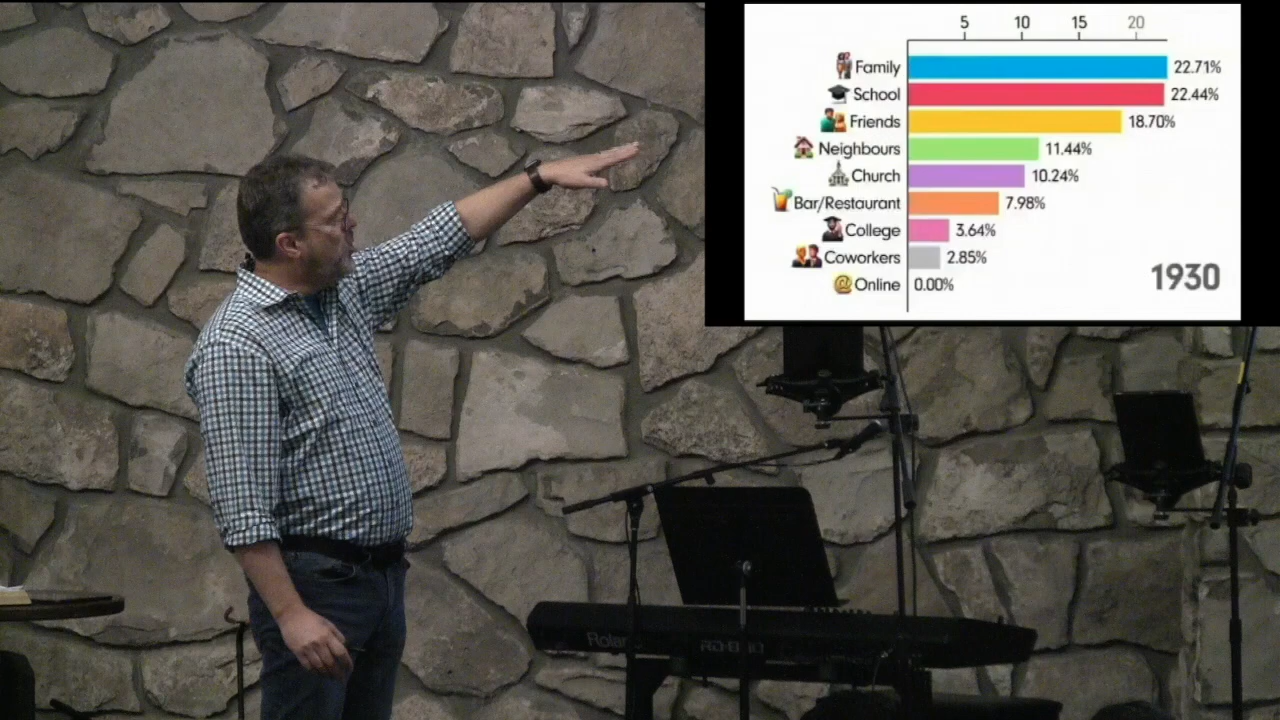 5 10 15 20
Family 22.71%
School 22.44%
Friends 18.70%
Neighbours 11.44%
Church 10.24%
Bar/Restaurant 7.98%
College 3.64%
Coworkers 2.85%
@ Online 0.00%
1930
Roland